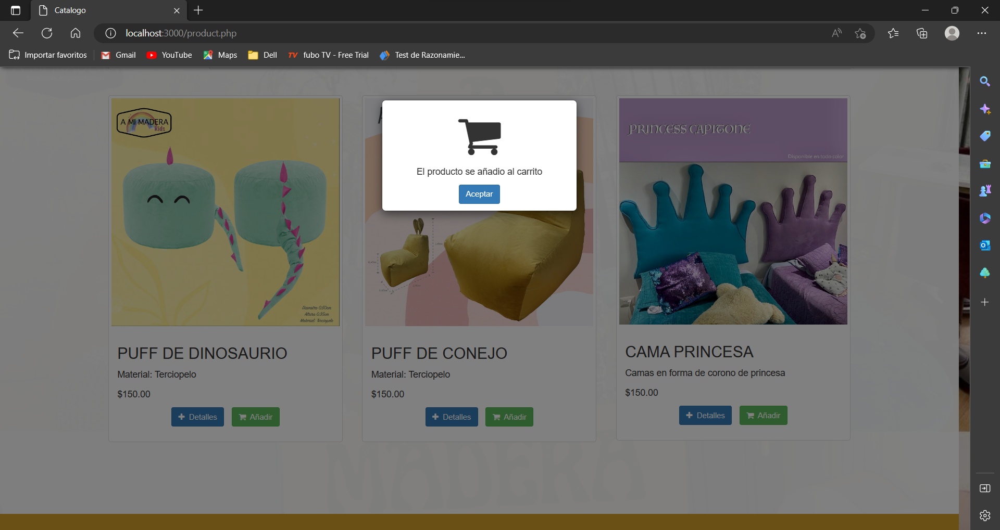 Catalogo
localhost:3000/product.php
Importar favoritos
Gmail
YouTube
Maps
Dell
TV fubo TV - Free Trial
Test de Razonamie...
A MI MADERA
Kids
Diametro 0.50cm
Altura 0.35cm
Material: Terciopelo
PRINCESS CAPITONE
Disponible en todo color
El producto se añadio al carrito
Aceptar
PUFF DE DINOSAURIO
Material: Terciopelo
$150.00
Detalles
Añadir
PUFF DE CONEJO
Material: Terciopelo
$150.00
Detalles
Añadir
CAMA PRINCESA
Camas en forma de corono de princesa
$150.00
Detalles
Añadir
MADERA